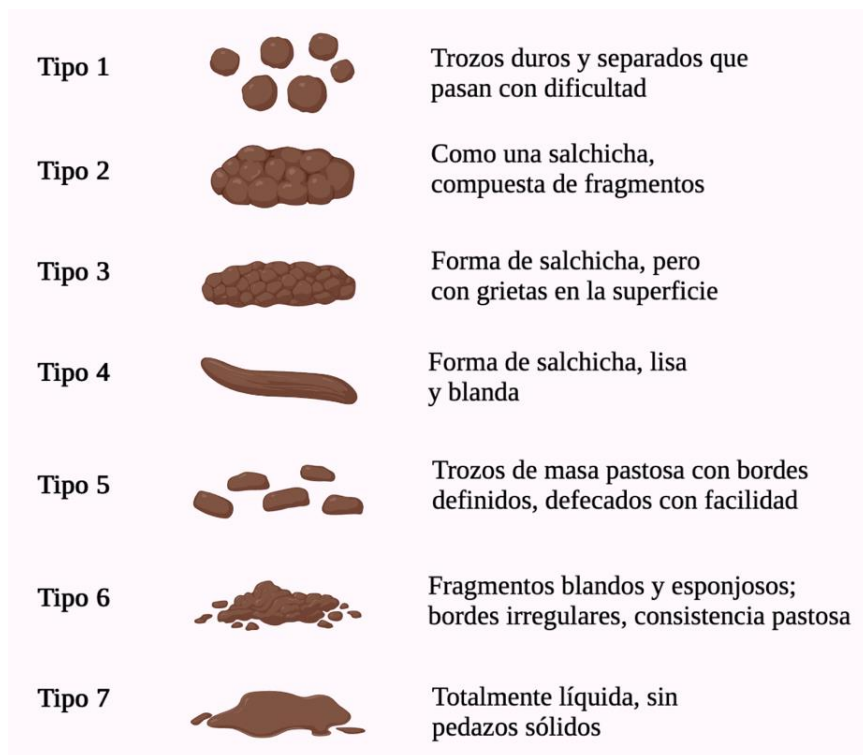 Tipo 1
Trozos duros y separados que
pasan con dificultad
Tipo 2
Como una salchicha,
compuesta de fragmentos
Tipo 3
Forma de salchicha, pero
con grietas en la superficie
Tipo 4
Forma de salchicha, lisa
y blanda
Tipo 5
Trozos de masa pastosa con bordes
definidos, defecados con facilidad
Tipo 6
Fragmentos blandos y esponjosos;
bordes irregulares, consistencia pastosa
Tipo 7
Totalmente líquida, sin
pedazos sólidos